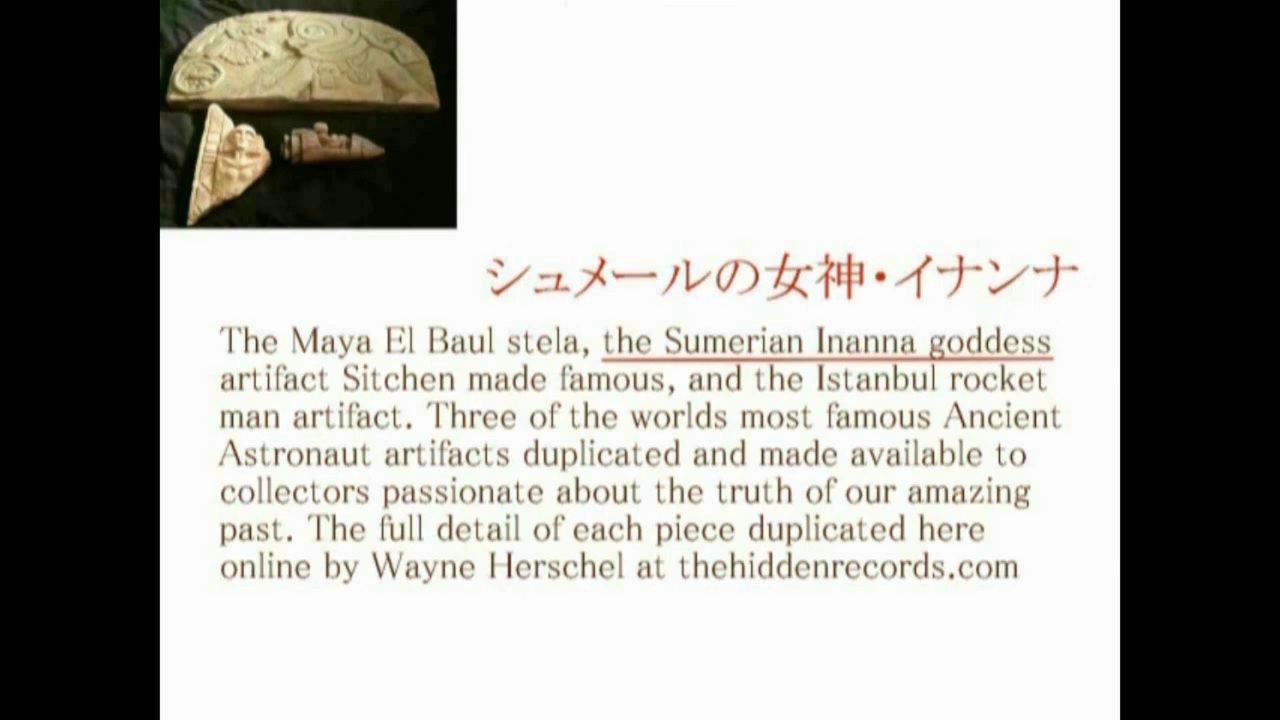 シュメールの女神・イナンナ
The Maya El Baul stela, the Sumerian Inanna goddess
artifact Sitchen made famous, and the Istanbul rocket
man artifact. Three of the worlds most famous Ancient
Astronaut artifacts duplicated and made available to
collectors passionate about the truth of our amazing
past. The full detail of each piece duplicated here
online by Wayne Herschel at thehiddenrecords.com